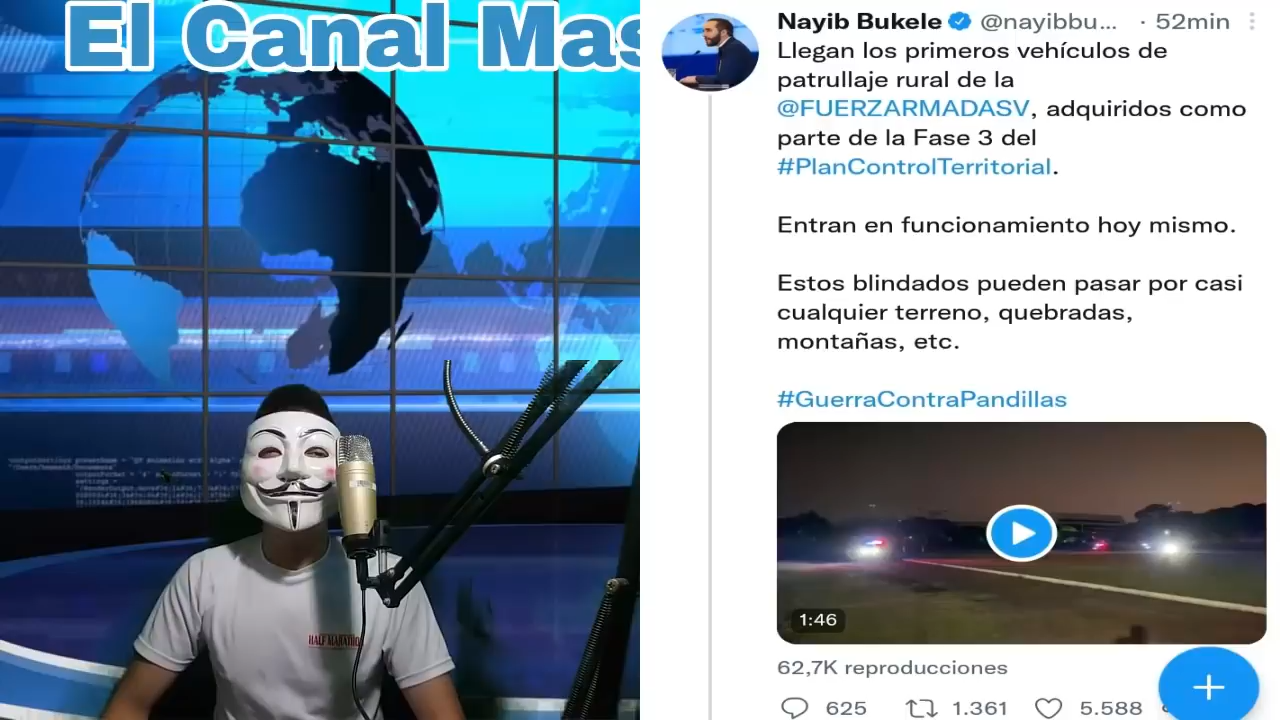 El Canal Mas
HALF MARATHON
Nayib Bukele @nayibbu... · 52min
Llegan los primeros vehículos de
patrullaje rural de la
@FUERZARMADASV, adquiridos como
parte de la Fase 3 del
#PlanControlTerritorial.
Entran en funcionamiento hoy mismo.
Estos blindados pueden pasar por casi
cualquier terreno, quebradas,
montañas, etc.
#GuerraContraPandillas
1:46
62,7K reproducciones
625 1.361 5.588